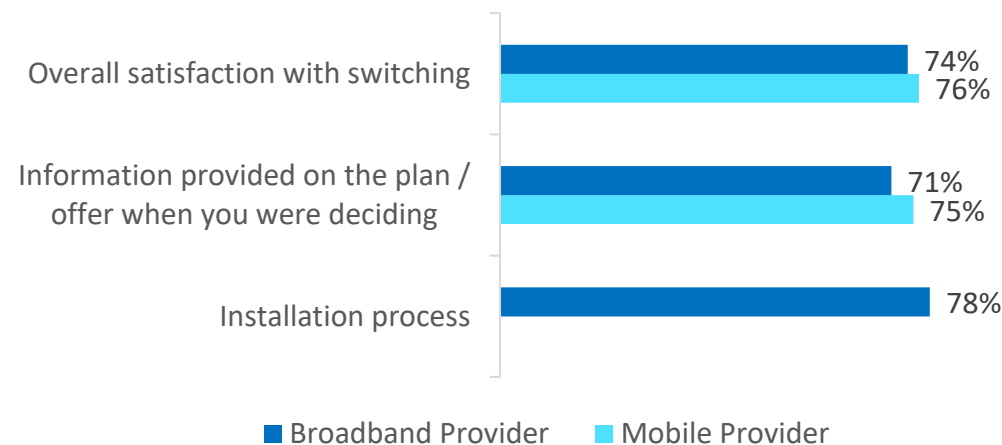 Overall satisfaction with switching
74%
76%
Information provided on the plan /
offer when you were deciding
71%
75%
Installation process
78%
Broadband Provider
Mobile Provider